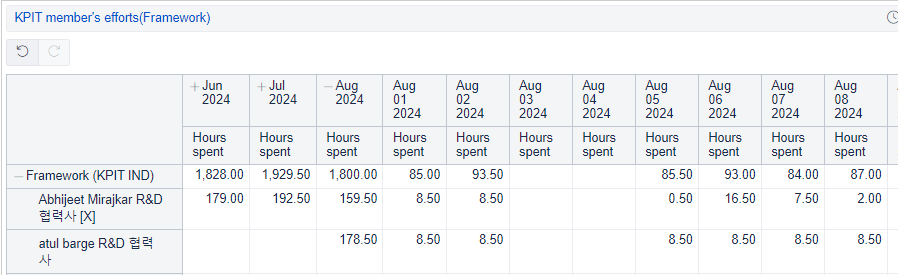 KPIT member's efforts(Framework)
Jun 2024 Jul 2024 Aug 2024 Aug 01 2024 Aug 02 2024 Aug 03 2024 Aug 04 2024 Aug 05 2024 Aug 06 2024 Aug 07 2024 Aug 08 2024
Hours spent Hours spent Hours spent Hours spent Hours spent Hours spent Hours spent Hours spent Hours spent Hours spent Hours spent
Framework (KPIT IND) 1,828.00 1,929.50 1,800.00 85.00 93.50 85.50 93.00 84.00 87.00
Abhijeet Mirajkar R&D 179.00 192.50 159.50 8.50 8.50 0.50 16.50 7.50 2.00
협력사 [X]
atul barge R&D 협력 178.50 8.50 8.50 8.50 8.50 8.50 8.50
사